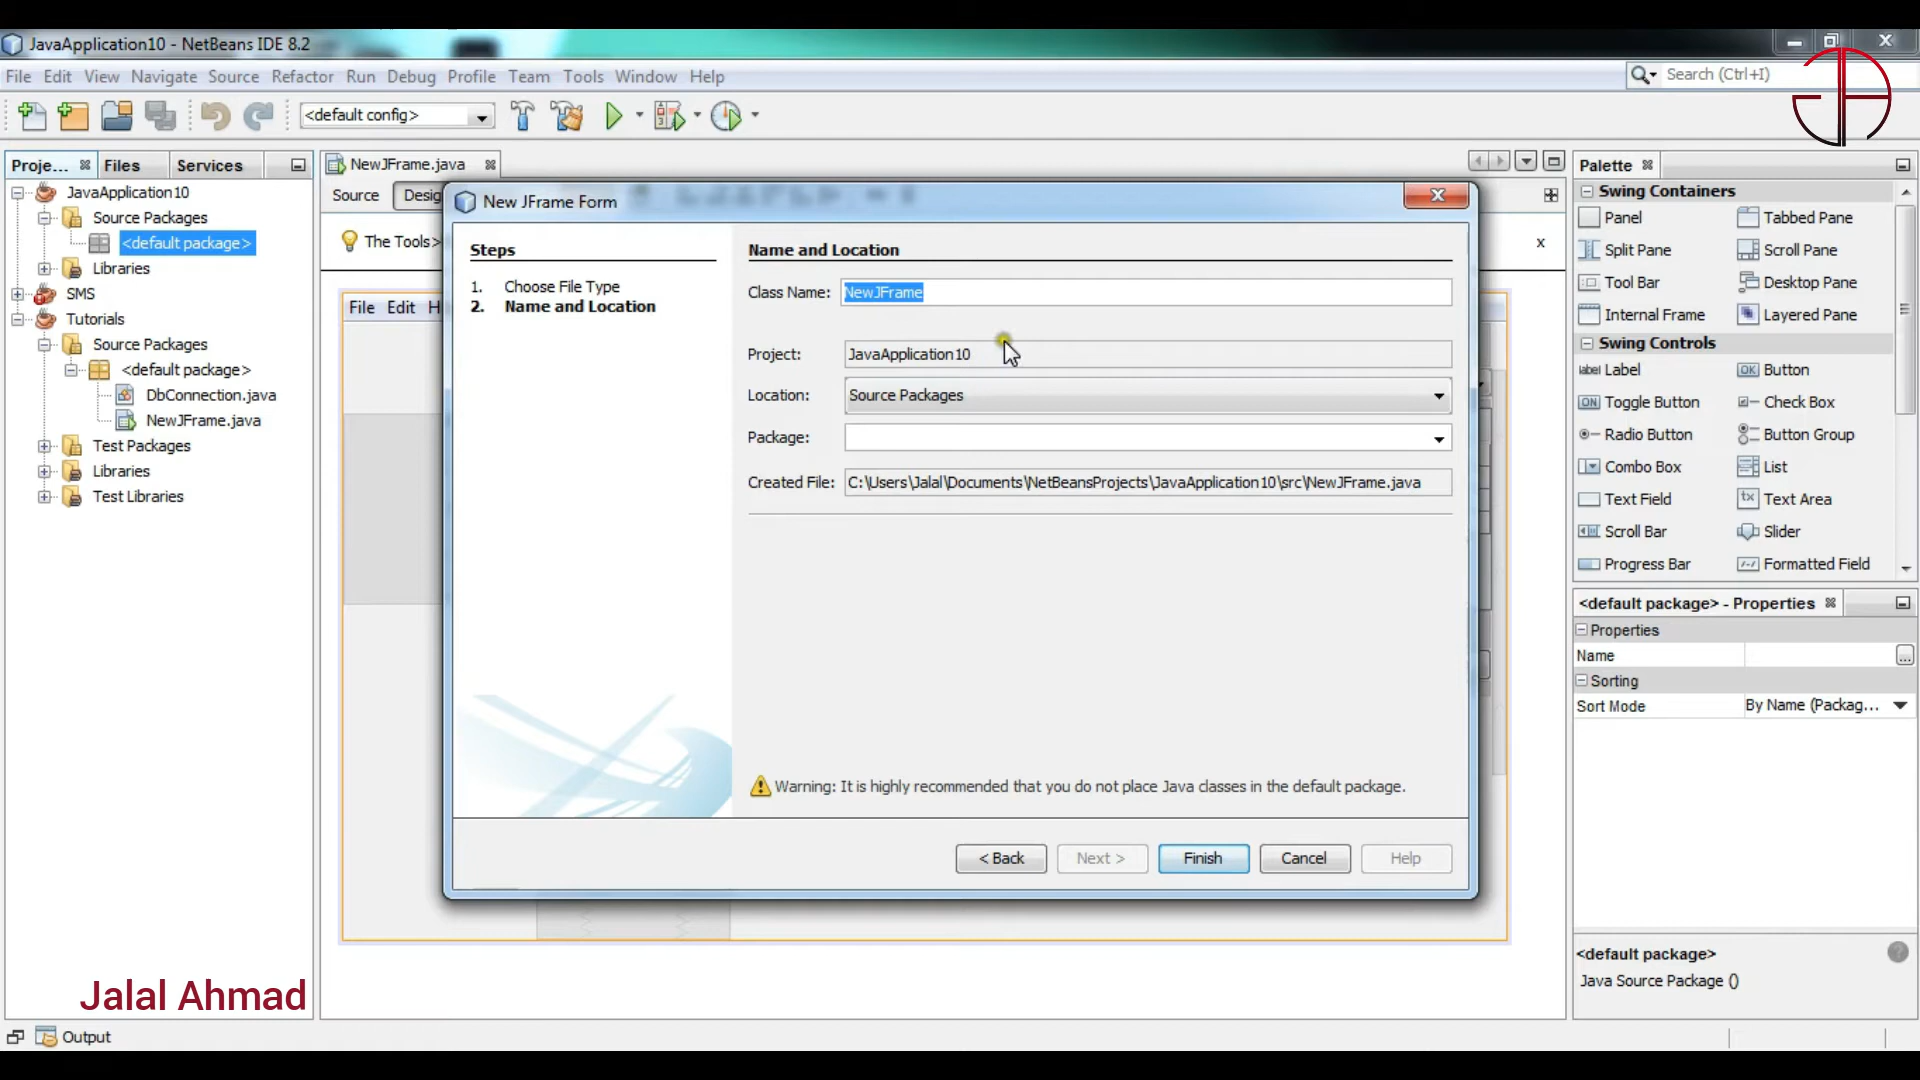 JavaApplication10 - NetBeans IDE 8.2
File Edit View Navigate Source Refactor Run Debug Profile Team Tools Window Help
Search (Ctrl+I)
<default config>
Proje... Files Services
JavaApplication10
Source Packages
<default package>
Libraries
SMS
Tutorials
Source Packages
<default package>
DbConnection.java
NewJFrame.java
Test Packages
Libraries
Test Libraries
NewJFrame.java
Source Desig
The Tools>
x
File Edit H
New JFrame Form
Steps
1. Choose File Type
2. Name and Location
Name and Location
Class Name: NewJFrame
Project: JavaApplication10
Location: Source Packages
Package:
Created File: C:\Users\Jalal\Documents\NetBeansProjects\JavaApplication10\src\NewJFrame.java
Warning: It is highly recommended that you do not place Java classes in the default package.
< Back Next > Finish Cancel Help
Palette
Swing Containers
Panel Tabbed Pane
Split Pane Scroll Pane
Tool Bar Desktop Pane
Internal Frame Layered Pane
Swing Controls
label Label OK Button
ON Toggle Button Check Box
Radio Button Button Group
Combo Box List
Text Field tx Text Area
Scroll Bar Slider
Progress Bar Formatted Field
<default package> - Properties
Properties
Name ...
Sorting
Sort Mode By Name (Packag...
<default package>
Java Source Package ()
Jalal Ahmad
Output